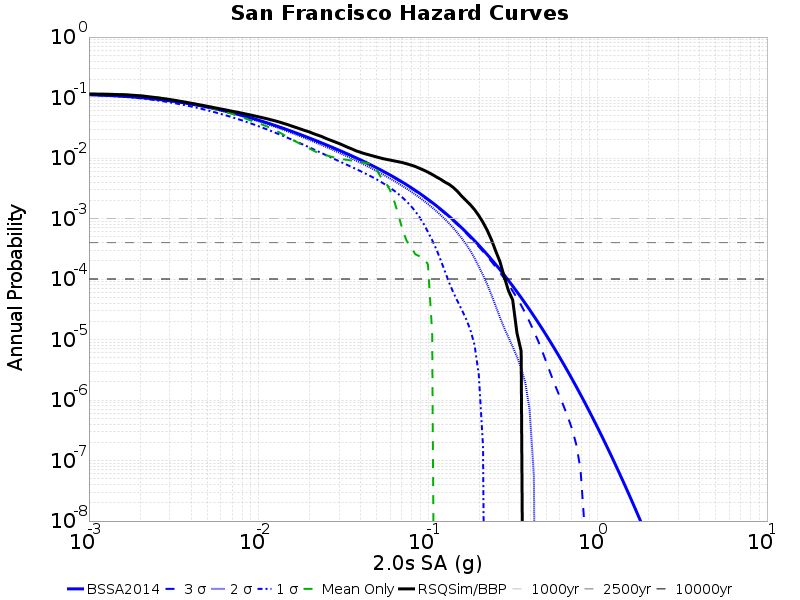 San Francisco Hazard Curves
Annual Probability
10^0
10^-1
10^-2
10^-3
10^-4
10^-5
10^-6
10^-7
10^-8
10^-3 10^-2 10^-1 10^0 10^1
2.0s SA (g)
BSSA2014 3 σ 2 σ 1 σ Mean Only RSQSim/BBP 1000yr 2500yr 10000yr